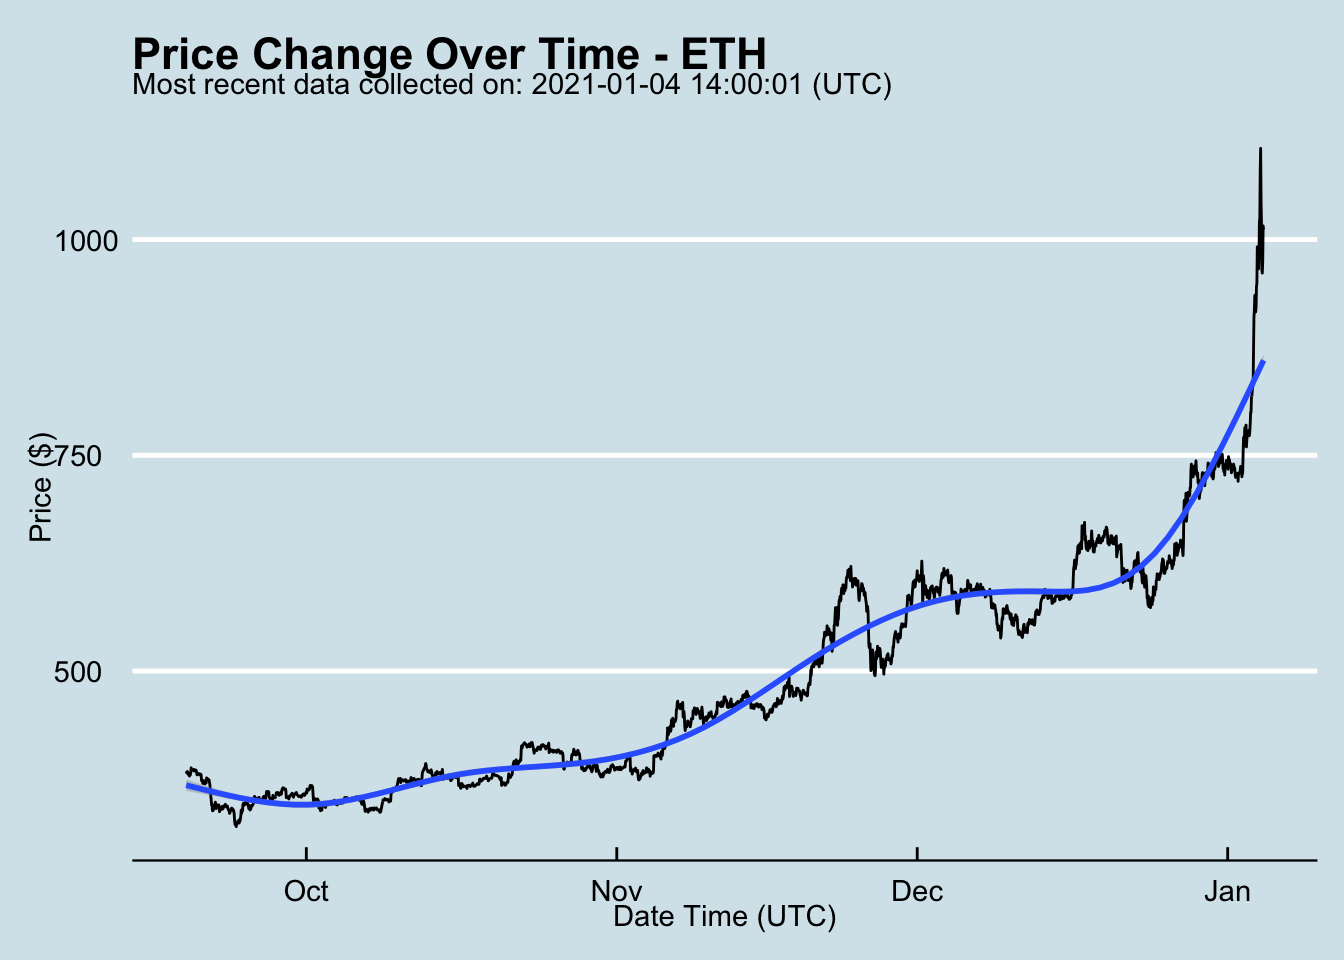 Price Change Over Time - ETH
Most recent data collected on: 2021-01-04 14:00:01 (UTC)
1000
750
500
Price ($)
Oct Nov Dec Jan
Date Time (UTC)